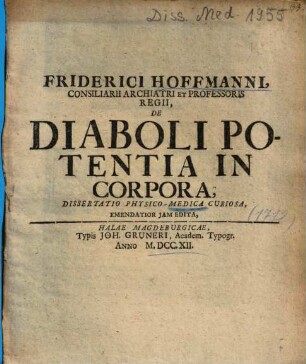 Diss Med 1955
FRIDERICI HOFFMANNI,
CONSILIARII ARCHIATRI ET PROFESSORIS
REGII,
DE
DIABOLI PO-
TENTIA IN
CORPORA,
DISSERTATIO PHYSICO-MEDICA CURIOSA,
EMENDATIOR JAM EDITA,
HALAE MAGDEBURGICAE,
Typis JOH. GRUNERI, Academ. Typogr.
ANNO M. DCC. XII.